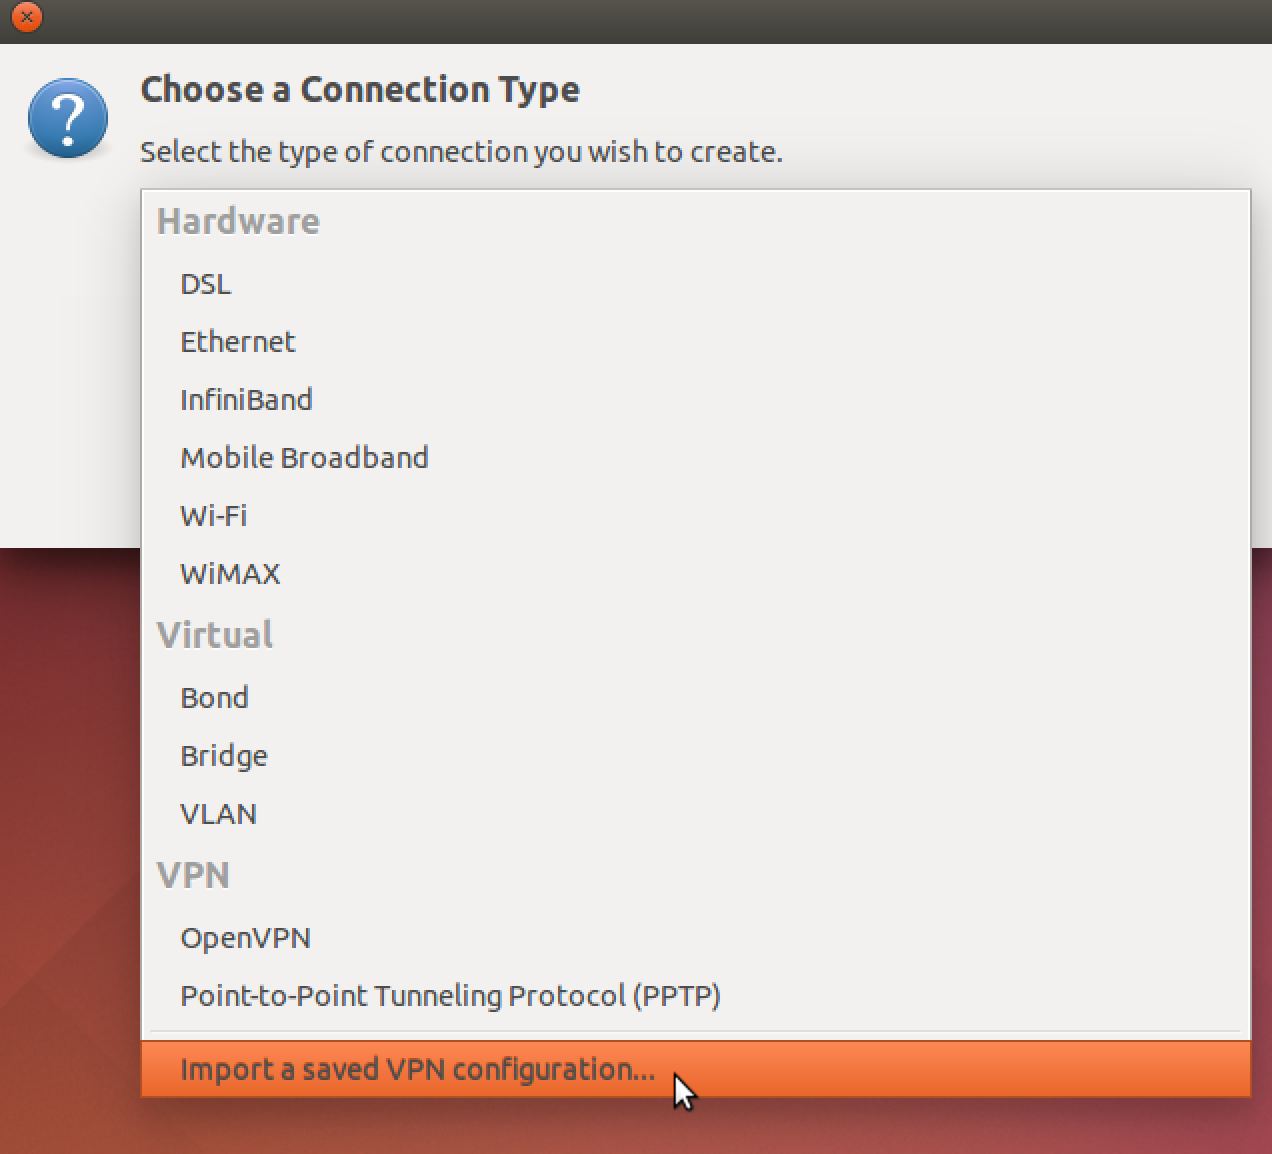 Choose a Connection Type
Select the type of connection you wish to create.
Hardware
DSL
Ethernet
InfiniBand
Mobile Broadband
Wi-Fi
WiMAX
Virtual
Bond
Bridge
VLAN
VPN
OpenVPN
Point-to-Point Tunneling Protocol (PPTP)
Import a saved VPN configuration...